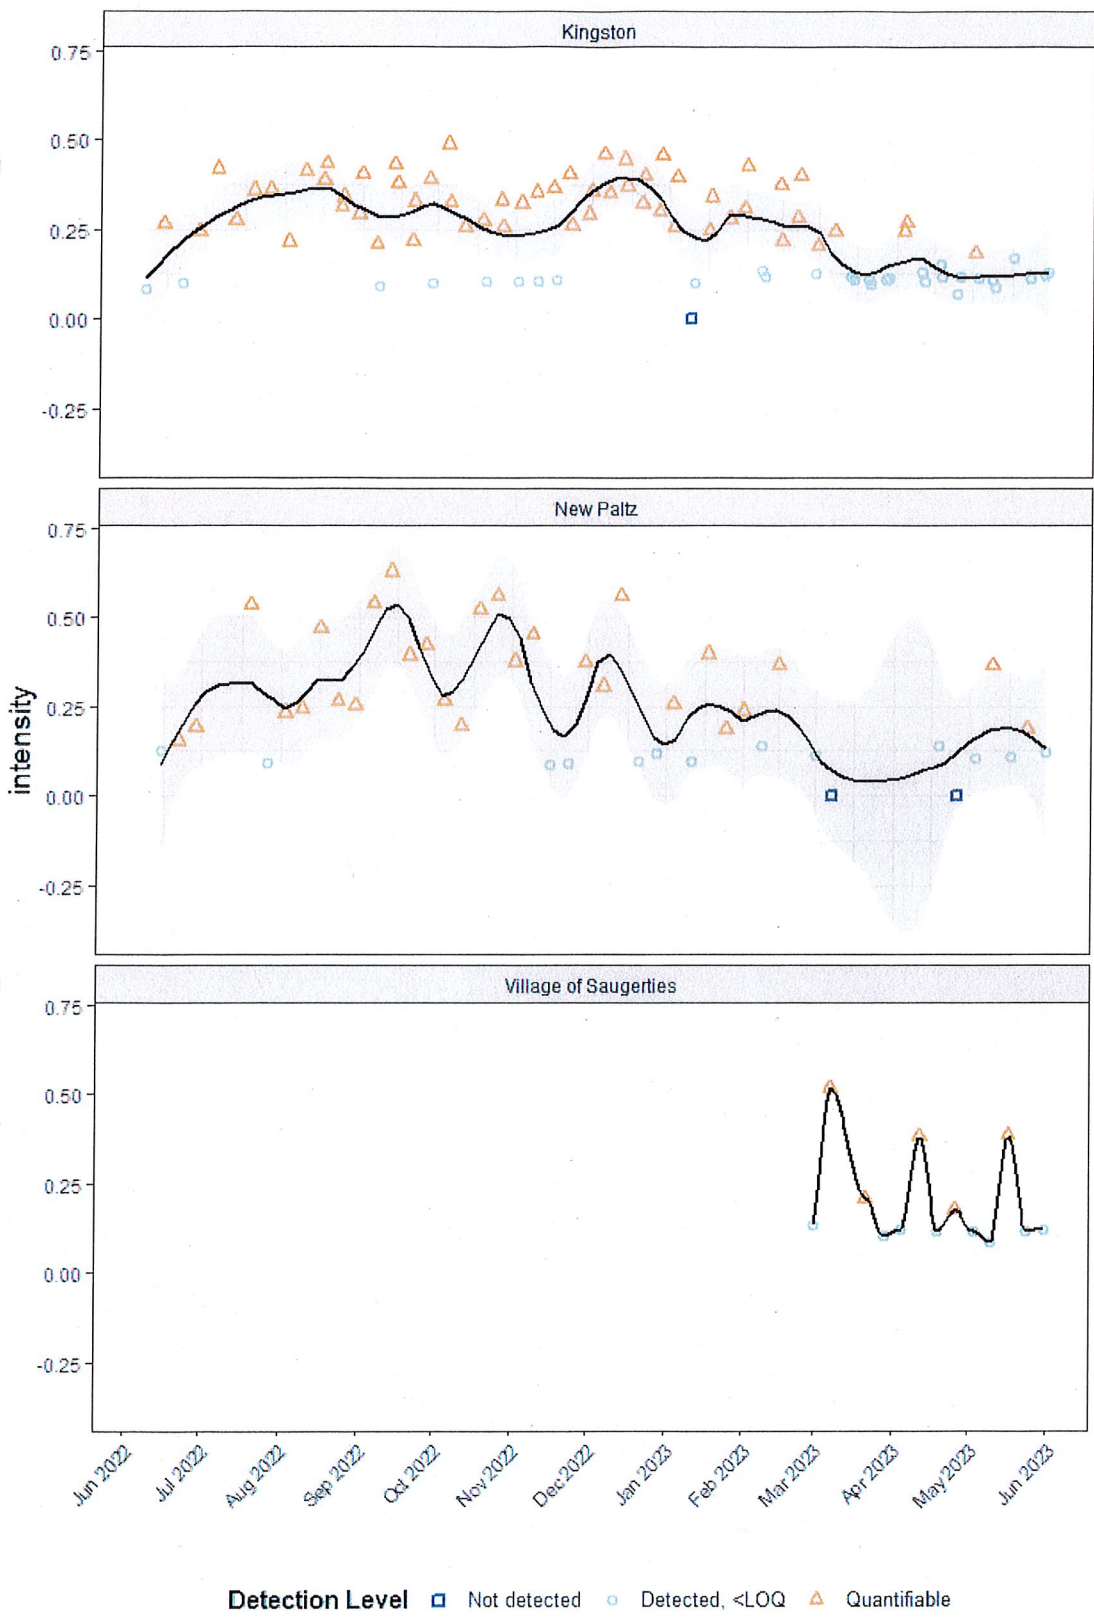 Kingston
0.75
0.50
0.25
0.00
-0.25
New Paltz
0.75
0.50
0.25
0.00
-0.25
intensity
Village of Saugerties
0.75
0.50
0.25
0.00
-0.25
Jun 2022
Jul 2022
Aug 2022
Sep 2022
Oct 2022
Nov 2022
Dec 2022
Jan 2023
Feb 2023
Mar 2023
Apr 2023
May 2023
Jun 2023
Detection Level Not detected Detected, <LOQ Quantifiable